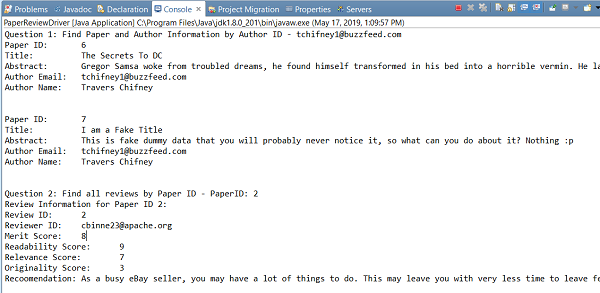 Problems Javadoc Declaration Console Project Migration Properties Servers
PaperReviewDriver [Java Application] C:\Program Files\Java\jdk1.8.0_201\bin\javaw.exe (May 17, 2019, 1:09:57 PM)
Question 1: Find Paper and Author Information by Author ID - tchifney1@buzzfeed.com
Paper ID: 6
Title: The Secrets To DC
Abstract: Gregor Samsa woke from troubled dreams, he found himself transformed in his bed into a horrible vermin. He la
Author Email: tchifney1@buzzfeed.com
Author Name: Travers Chifney
Paper ID: 7
Title: I am a Fake Title
Abstract: This is fake dummy data that you will probably never notice it, so what can you do about it? Nothing :p
Author Email: tchifney1@buzzfeed.com
Author Name: Travers Chifney
Question 2: Find all reviews by Paper ID - PaperID: 2
Review Information for Paper ID 2:
Review ID: 2
Reviewer ID: cbinne23@apache.org
Merit Score: 8
Readability Score: 9
Relevance Score: 7
Originality Score: 3
Recoomendation: As a busy eBay seller, you may have a lot of things to do. This may leave you with very less time to leave fe